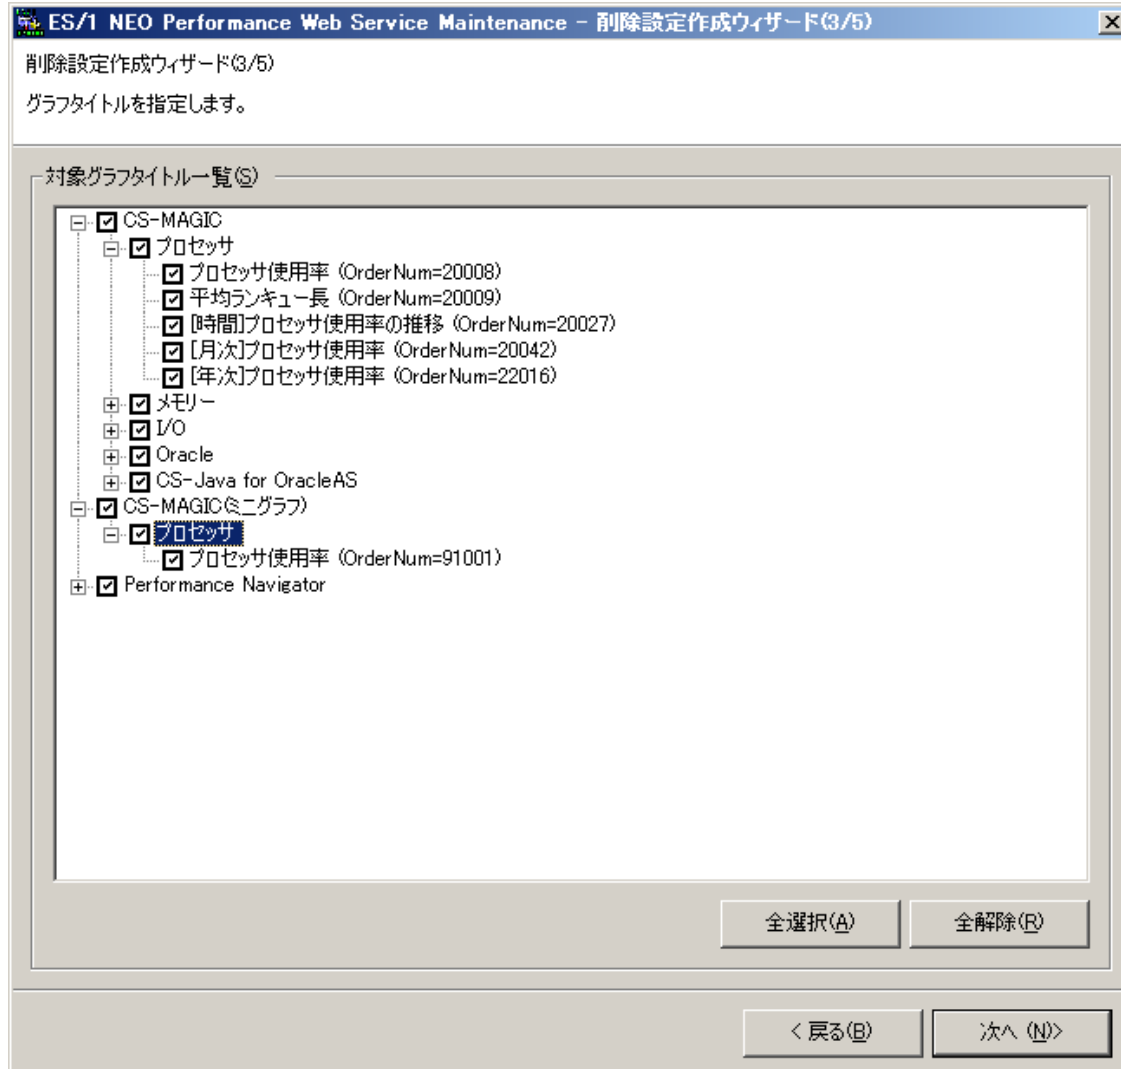 ES/1 NEO Performance Web Service Maintenance - 削除設定作成ウィザード(3/5)
削除設定作成ウィザード(3/5)
グラフタイトルを指定します。
対象グラフタイトル一覧(S)
CS-MAGIC
プロセッサ
プロセッサ使用率 (OrderNum=20008)
平均ランキュー長 (OrderNum=20009)
[時間]プロセッサ使用率の推移 (OrderNum=20027)
[月次]プロセッサ使用率 (OrderNum=20042)
[年次]プロセッサ使用率 (OrderNum=22016)
メモリー
I/O
Oracle
CS-Java for OracleAS
CS-MAGIC(ミニグラフ)
プロセッサ
プロセッサ使用率 (OrderNum=91001)
Performance Navigator
全選択(A) 全解除(R)
< 戻る(B) 次へ (N)>